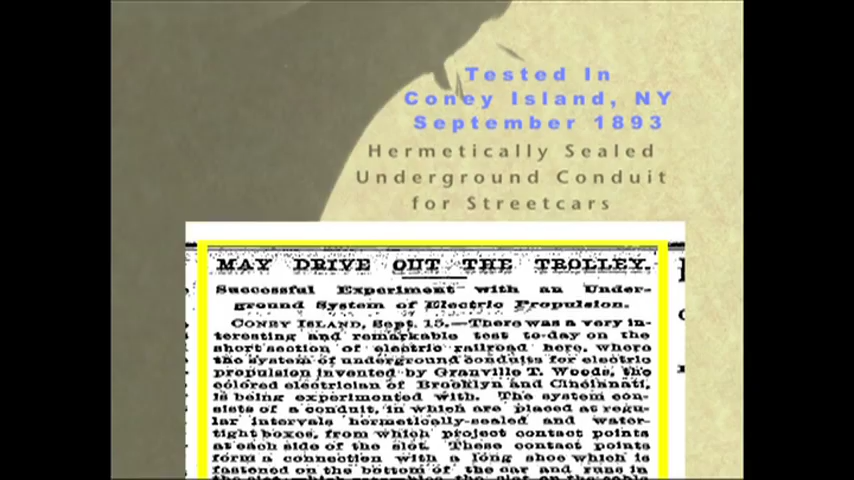 Tested In
Coney Island, NY
September 1893
Hermetically Sealed
Underground Conduit
for Streetcars
MAY DRIVE OUT THE TROLLEY.
Successful Experiment with an Under-
ground System of Electric Propulsion.
CONEY ISLAND, Sept. 15.—There was a very in-
teresting and remarkable test to-day on the
short section of electric railroad here, where
the system of underground conduits for electric
propulsion invented by Granville T. Woods, the
colored electrician of Brooklyn and Cincinnati,
is being experimented with. The system con-
sists of a conduit, in which are placed at regu-
lar intervals hermetically-sealed and water-
tight boxes, from which project contact points
at each side of the slot. These contact points
form a connection with a long shoe which is
fastened on the bottom of the car and runs in